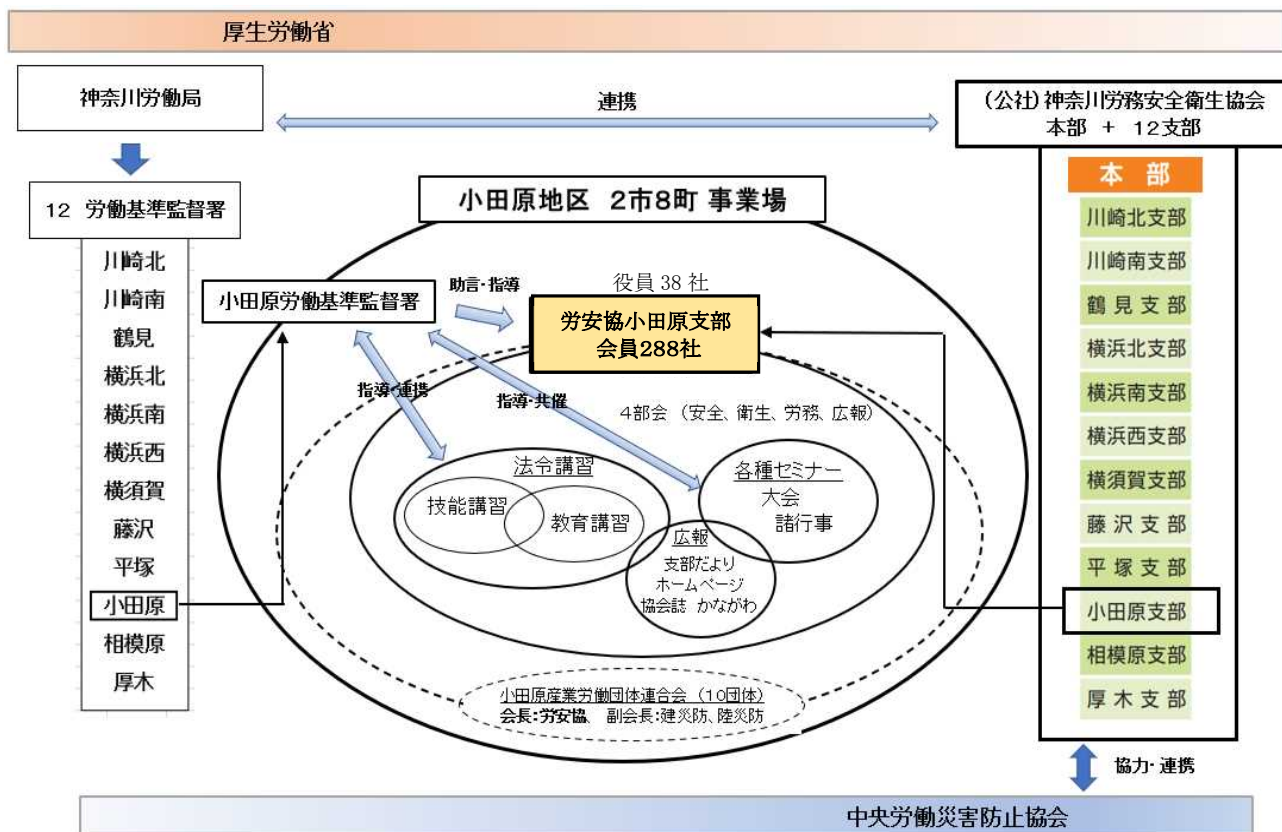 厚生労働省
神奈川労働局
連携
(公社)神奈川労務安全衛生協会
本部 + 12支部
12 労働基準監督署
川崎北
川崎南
鶴見
横浜北
横浜南
横浜西
横須賀
藤沢
平塚
小田原
相模原
厚木
小田原地区 2市8町 事業場
小田原労働基準監督署
助言・指導
役員38社
労安協小田原支部
会員288社
指導・連携
指導・共催
4部会 (安全、衛生、労務、広報)
法令講習
技能講習
教育講習
各種セミナー
大会
諸行事
広報
支部だより
ホームページ
協会誌 かながわ
小田原産業労働団体連合会 (10団体)
会長:労安協、 副会長:建災防、陸災防
本部
川崎北支部
川崎南支部
鶴見支部
横浜北支部
横浜南支部
横浜西支部
横須賀支部
藤沢支部
平塚支部
小田原支部
相模原支部
厚木支部
協力・連携
中央労働災害防止協会